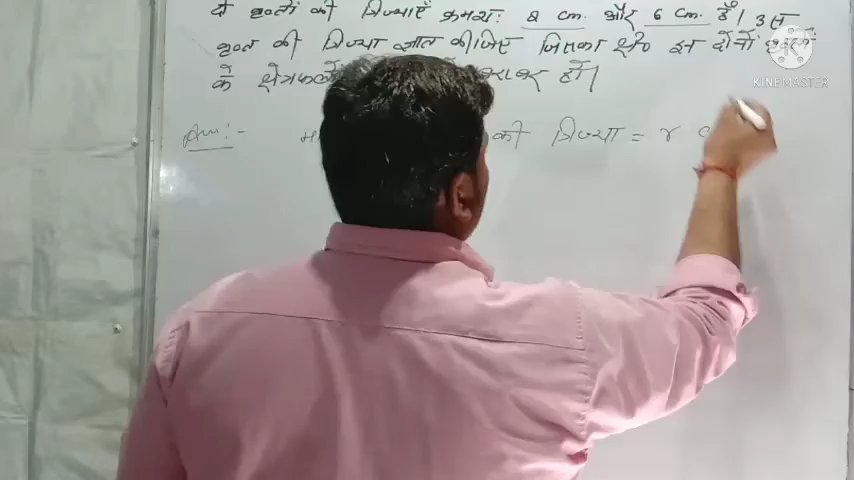 दो वृत्तों की त्रिज्याएँ क्रमशः 8 cm. और 6 cm. हैं। उस
वृत्त की त्रिज्या ज्ञात कीजिए जिसका क्षे० इन दोनों वृत्तों
के क्षेत्रफलों हो।
KINEMASTER
Ans:- की त्रिज्या = r